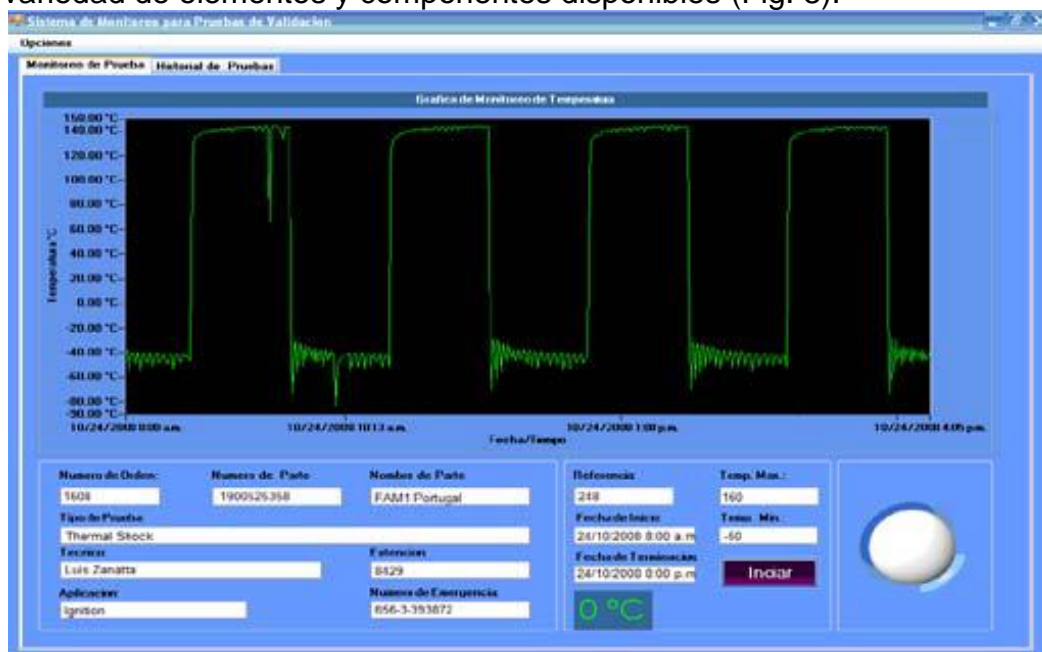 variedad de elementos y componentes disponibles (Fig. 8).
Sistema de Monitoreo para Pruebas de Validacion
Opciones
Monitoreo de Prueba Historial de Pruebas
Grafica de Monitoreo de Temperatura
150.00 °C
140.00 °C
120.00 °C
100.00 °C
80.00 °C
60.00 °C
40.00 °C
20.00 °C
0.00 °C
-20.00 °C
-40.00 °C
-60.00 °C
-80.00 °C
-90.00 °C
Temperatura °C
10/24/2008 8:00 a.m. 10/24/2008 10:13 a.m. 10/24/2008 1:00 p.m. 10/24/2008 4:05 p.m.
Fecha/Tiempo
Numero de Orden: Numero de Parte Nombre de Parte Referencia: Temp. Max.:
1608 1900526358 FAM1 Portugal 248 160
Tipo de Prueba: Fecha de Inicio: Temp. Min.:
Thermal Shock 24/10/2008 8:00 a.m -60
Tecnico: Extencion: Fecha de Terminacion:
Luis Zanatta 8429 24/10/2008 8:00 p.m Iniciar
Aplicacion: Numero de Emergencia:
Ignition 656-3-393872 0 °C